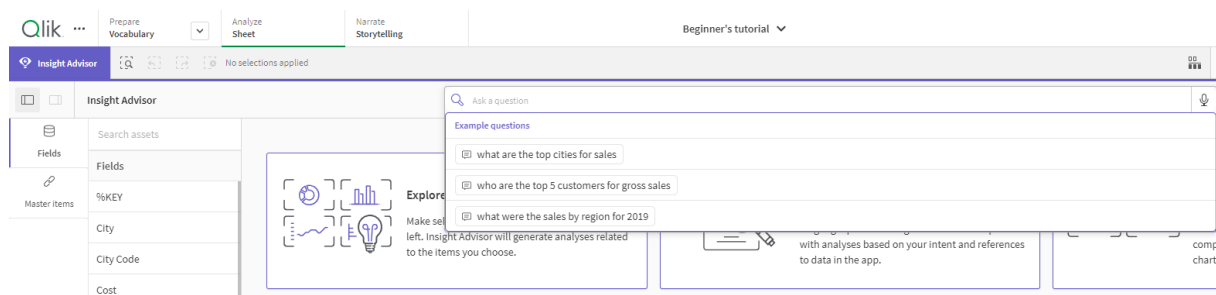 Qlik
Prepare
Vocabulary
Analyze
Sheet
Narrate
Storytelling
Beginner's tutorial
Insight Advisor
No selections applied
Insight Advisor
Ask a question
Fields
Master items
Search assets
Fields
%KEY
City
City Code
Cost
Example questions
what are the top cities for sales
who are the top 5 customers for gross sales
what were the sales by region for 2019
Explore
Make sel
left. Insight Advisor will generate analyses related
to the items you choose.
with analyses based on your intent and references
to data in the app.
comp
chart